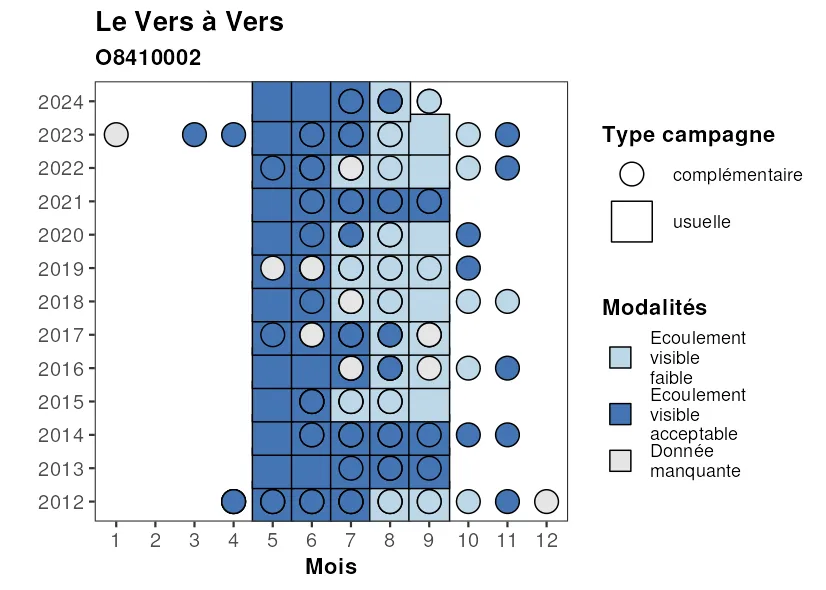 Le Vers à Vers
O8410002
2024
2023
2022
2021
2020
2019
2018
2017
2016
2015
2014
2013
2012
1 2 3 4 5 6 7 8 9 10 11 12
Mois
Type campagne
complémentaire
usuelle
Modalités
Ecoulement
visible
faible
Ecoulement
visible
acceptable
Donnée
manquante